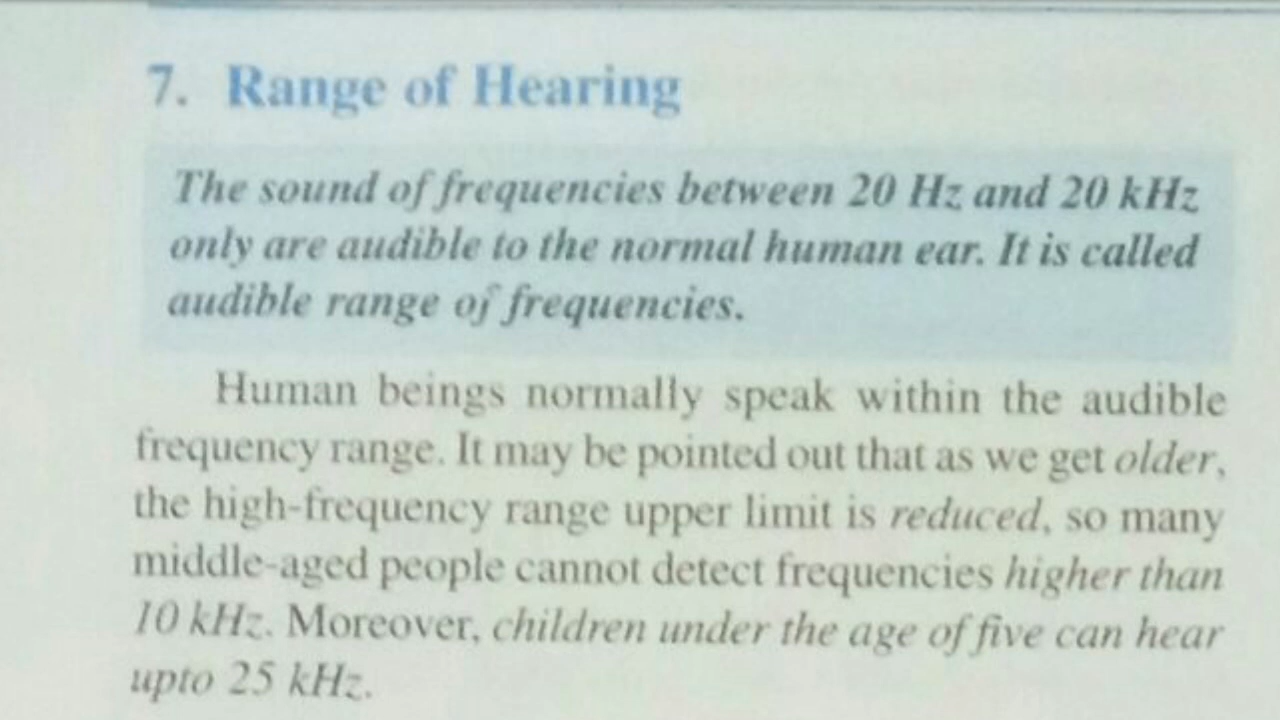 7. Range of Hearing
The sound of frequencies between 20 Hz and 20 kHz
only are audible to the normal human ear. It is called
audible range of frequencies.
Human beings normally speak within the audible
frequency range. It may be pointed out that as we get older,
the high-frequency range upper limit is reduced, so many
middle-aged people cannot detect frequencies higher than
10 kHz. Moreover, children under the age of five can hear
upto 25 kHz.